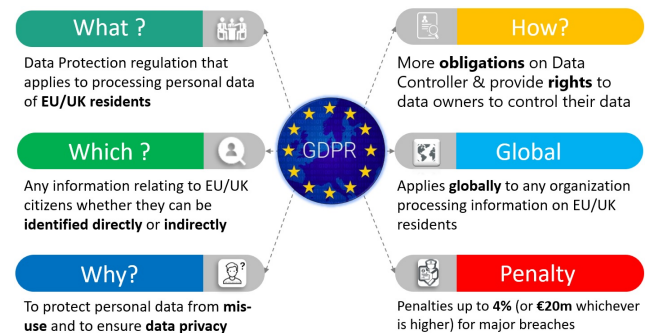 What ?
Data Protection regulation that
applies to processing personal data
of EU/UK residents
Which ?
Any information relating to EU/UK
citizens whether they can be
identified directly or indirectly
Why?
To protect personal data from mis-
use and to ensure data privacy
GDPR
How?
More obligations on Data
Controller & provide rights to
data owners to control their data
Global
Applies globally to any organization
processing information on EU/UK
residents
Penalty
Penalties up to 4% (or €20m whichever
is higher) for major breaches